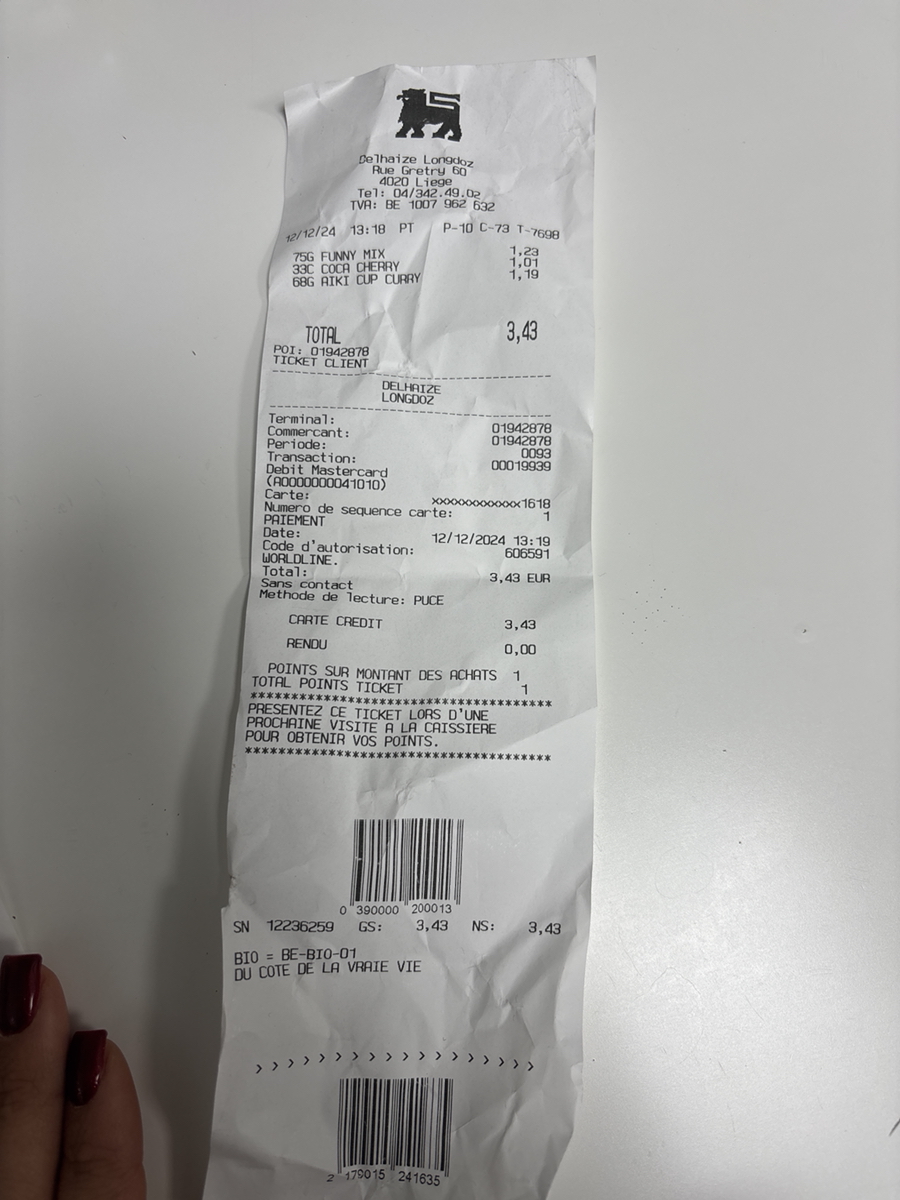 Delhaize Longdoz
Rue Gretry 60
4020 Liege
Tel: 04/342.49.02
TVA: BE 1007 962 632
12/12/24 13:18 PT P-10 C-73 T-7698
75G FUNNY MIX 1,23
33C COCA CHERRY 1,01
68G AIKI CUP CURRY 1,19
TOTAL 3,43
POI: 01942878
TICKET CLIENT
--------------------------------------
DELHAIZE
LONGDOZ
--------------------------------------
Terminal: 01942878
Commercant: 01942878
Periode: 0093
Transaction: 00019939
Debit Mastercard
(A0000000041010)
Carte: xxxxxxxxxxxx1618
Numero de sequence carte: 1
PAIEMENT
Date: 12/12/2024 13:19
Code d'autorisation: 606591
WORLDLINE.
Total: 3,43 EUR
Sans contact
Methode de lecture: PUCE
CARTE CREDIT 3,43
RENDU 0,00
POINTS SUR MONTANT DES ACHATS 1
TOTAL POINTS TICKET 1
**************************************
PRESENTEZ CE TICKET LORS D'UNE
PROCHAINE VISITE A LA CAISSIERE
POUR OBTENIR VOS POINTS.
**************************************
0 390000 200013
SN 12236259 GS: 3,43 NS: 3,43
BIO = BE-BIO-01
DU COTE DE LA VRAIE VIE
> > > > > > > > > > > > > > > > > >
2 179015 241635